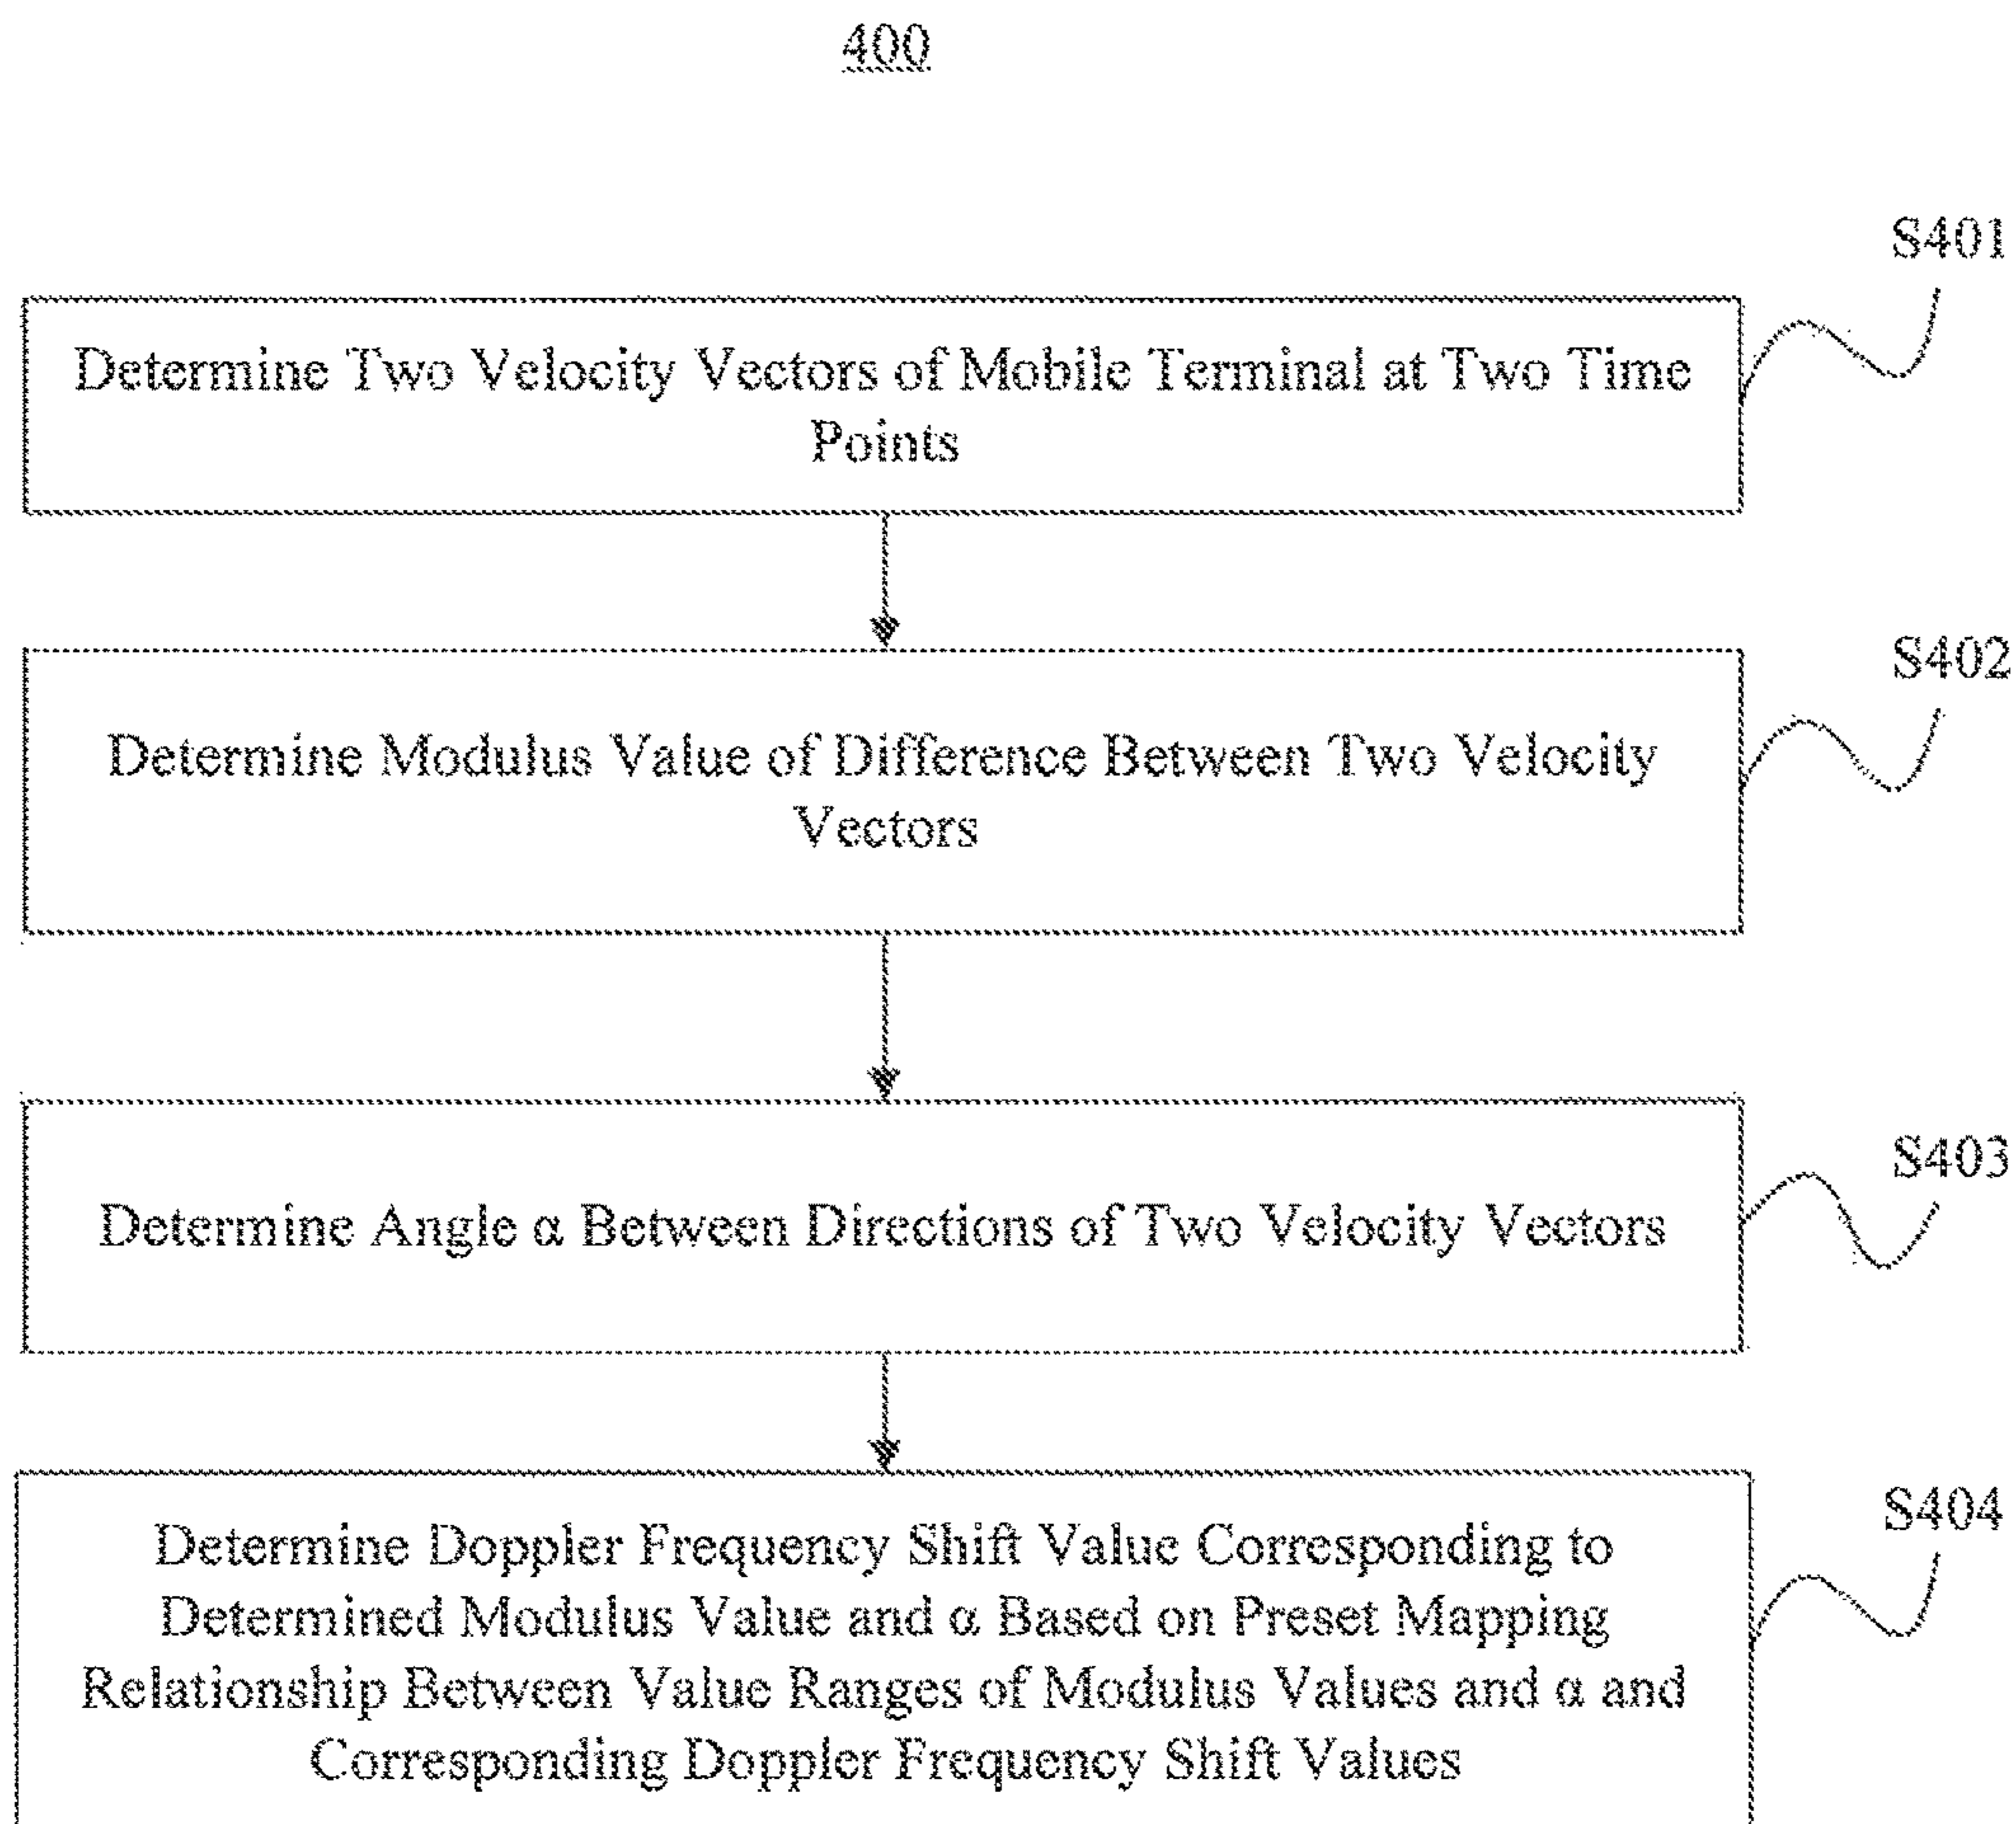 400
S401
Determine Two Velocity Vectors of Mobile Terminal at Two Time
Points
S402
Determine Modulus Value of Difference Between Two Velocity
Vectors
S403
Determine Angle α Between Directions of Two Velocity Vectors
S404
Determine Doppler Frequency Shift Value Corresponding to
Determined Modulus Value and α Based on Preset Mapping
Relationship Between Value Ranges of Modulus Values and α and
Corresponding Doppler Frequency Shift Values